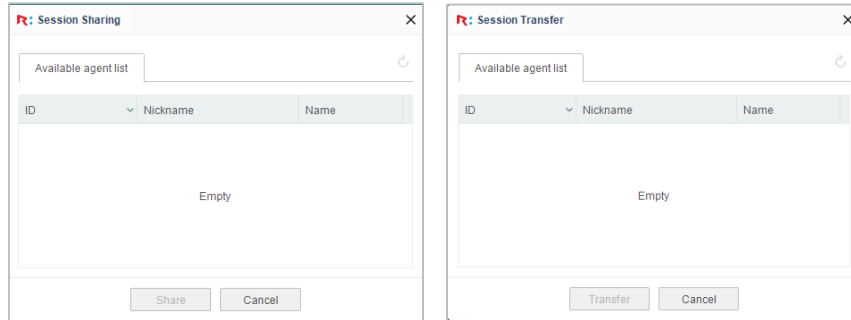 R: Session Sharing
Available agent list
ID Nickname Name
Empty
Share Cancel
R: Session Transfer
Available agent list
ID Nickname Name
Empty
Transfer Cancel